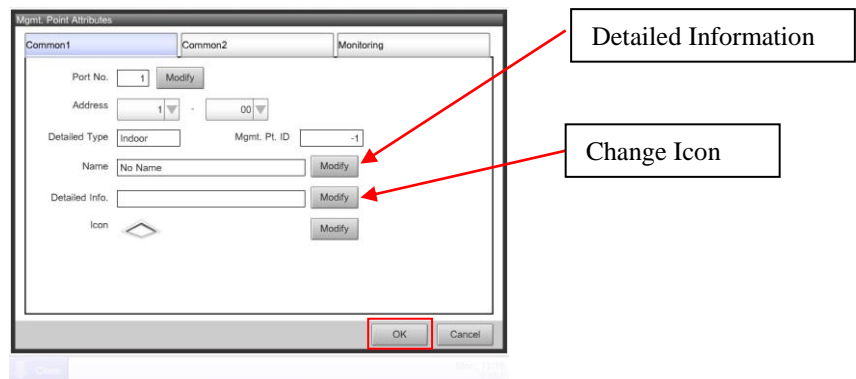 Mgmt. Point Attributes
Common1 Common2 Monitoring
Port No. 1 Modify
Address 1 - 00
Detailed Type Indoor Mgmt. Pt. ID -1
Name No Name Modify
Detailed Info. Modify
Icon Modify
OK Cancel
Detailed Information
Change Icon